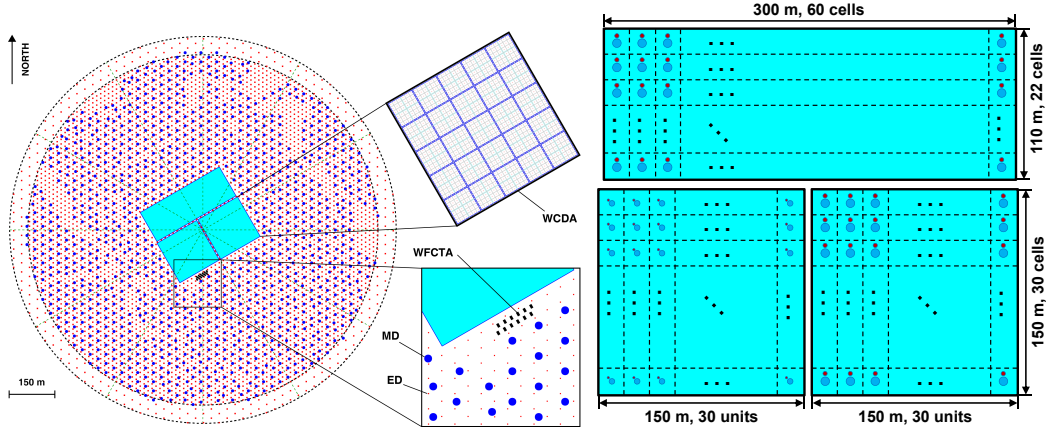 NORTH
150 m
WCDA
WFCTA
MD
ED
300 m, 60 cells
110 m, 22 cells
150 m, 30 cells
150 m, 30 units
150 m, 30 units